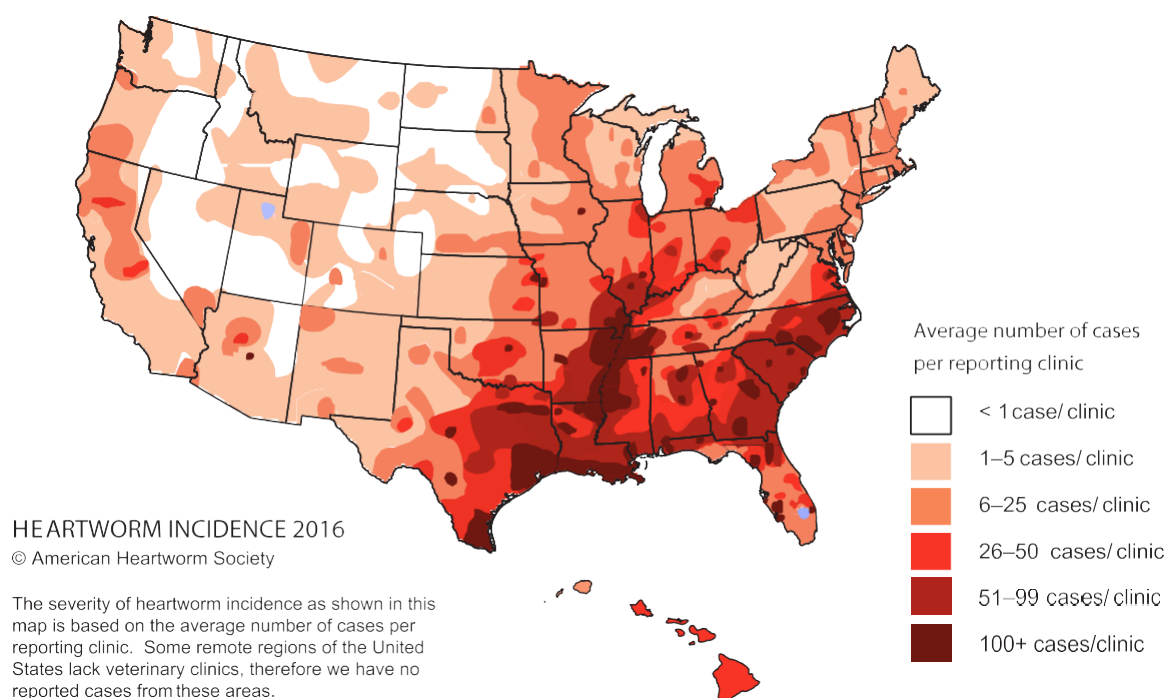 Average number of cases
per reporting clinic
< 1 case/ clinic
1–5 cases/ clinic
6–25 cases/ clinic
26–50 cases/ clinic
51–99 cases/ clinic
100+ cases/clinic
HEARTWORM INCIDENCE 2016
© American Heartworm Society
The severity of heartworm incidence as shown in this
map is based on the average number of cases per
reporting clinic. Some remote regions of the United
States lack veterinary clinics, therefore we have no
reported cases from these areas.